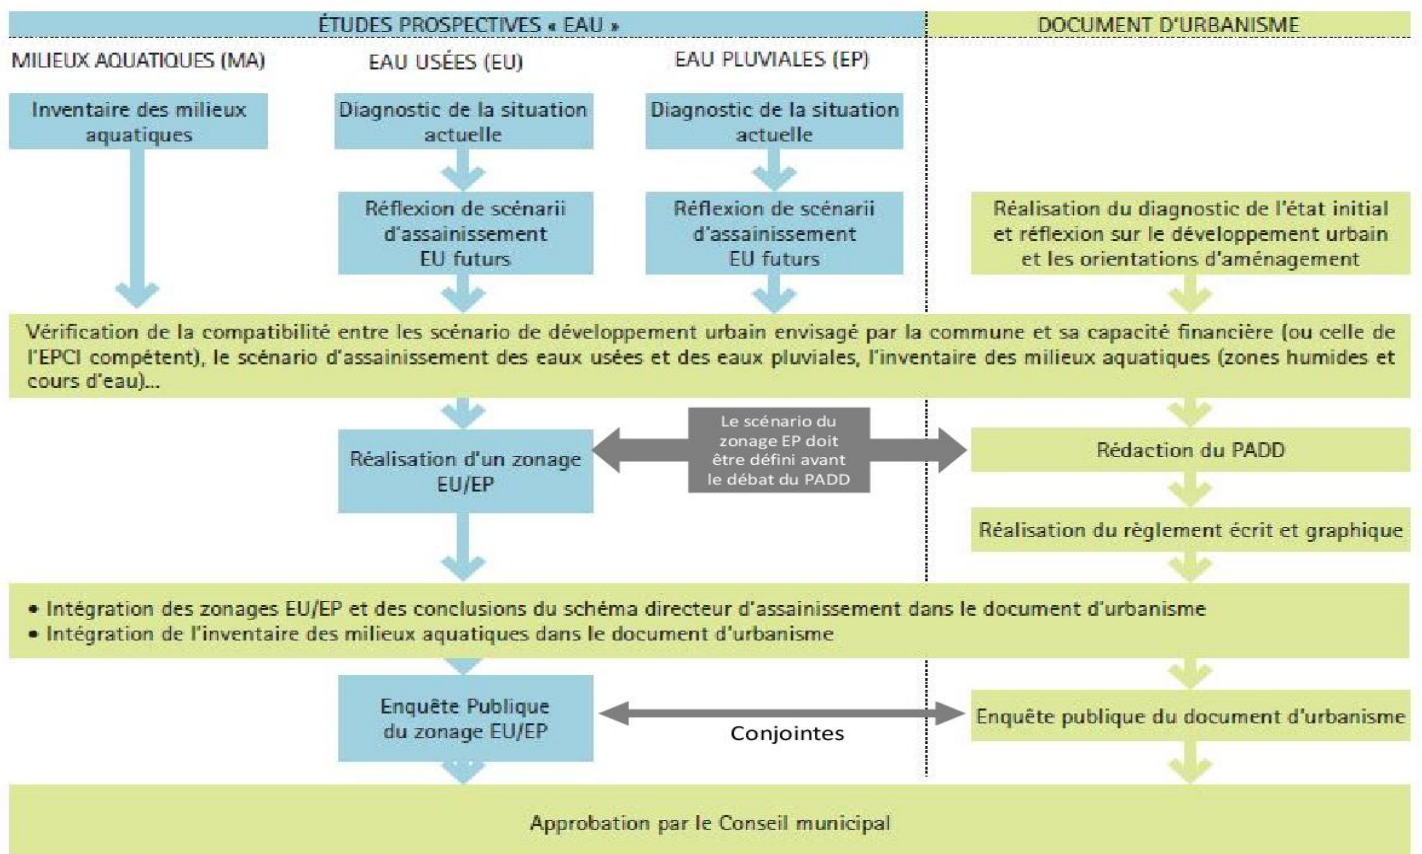 ÉTUDES PROSPECTIVES « EAU »
DOCUMENT D'URBANISME
MILIEUX AQUATIQUES (MA)
EAU USÉES (EU)
EAU PLUVIALES (EP)
Inventaire des milieux
aquatiques
Diagnostic de la situation
actuelle
Diagnostic de la situation
actuelle
Réflexion de scénarii
d'assainissement
EU futurs
Réflexion de scénarii
d'assainissement
EU futurs
Réalisation du diagnostic de l'état initial
et réflexion sur le développement urbain
et les orientations d'aménagement
Vérification de la compatibilité entre les scénario de développement urbain envisagé par la commune et sa capacité financière (ou celle de
l'EPCI compétent), le scénario d'assainissement des eaux usées et des eaux pluviales, l'inventaire des milieux aquatiques (zones humides et
cours d'eau)...
Réalisation d'un zonage
EU/EP
Le scénario du
zonage EP doit
être défini avant
le débat du PADD
Rédaction du PADD
Réalisation du règlement écrit et graphique
• Intégration des zonages EU/EP et des conclusions du schéma directeur d'assainissement dans le document d'urbanisme
• Intégration de l'inventaire des milieux aquatiques dans le document d'urbanisme
Enquête Publique
du zonage EU/EP
Conjointes
Enquête publique du document d'urbanisme
Approbation par le Conseil municipal